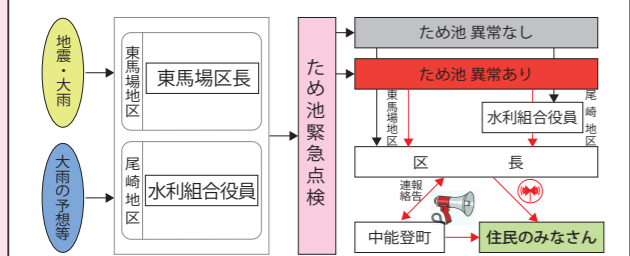 地震・大雨
大雨の予想等
東馬場地区
東馬場区長
尾崎地区
水利組合役員
ため池緊急点検
ため池 異常なし
ため池 異常あり
東馬場地区
尾崎地区
水利組合役員
区　長
連絡
報告
中能登町
住民のみなさん